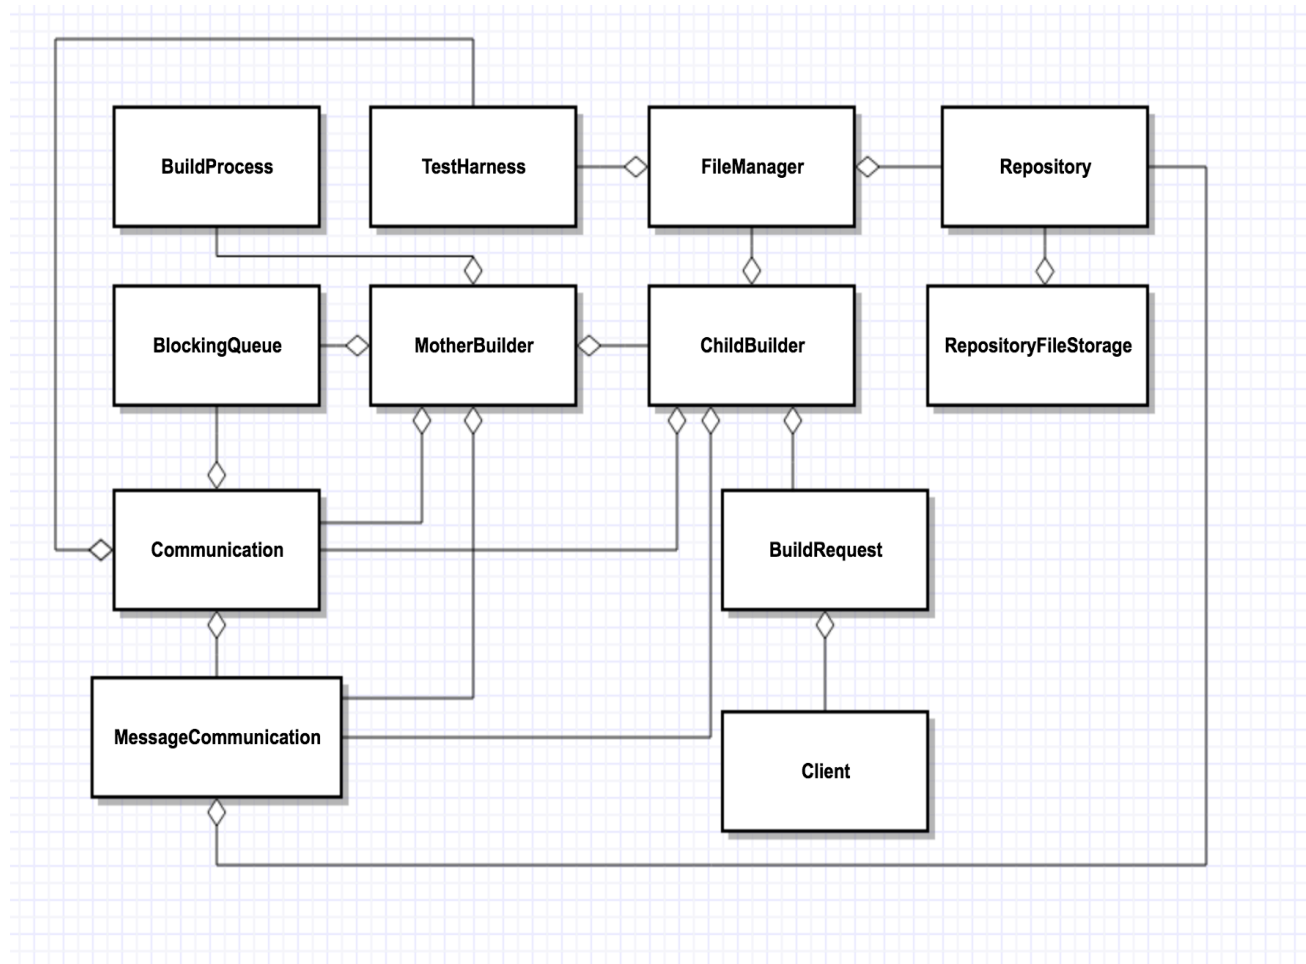 BuildProcess
TestHarness
FileManager
Repository
BlockingQueue
MotherBuilder
ChildBuilder
RepositoryFileStorage
Communication
BuildRequest
MessageCommunication
Client